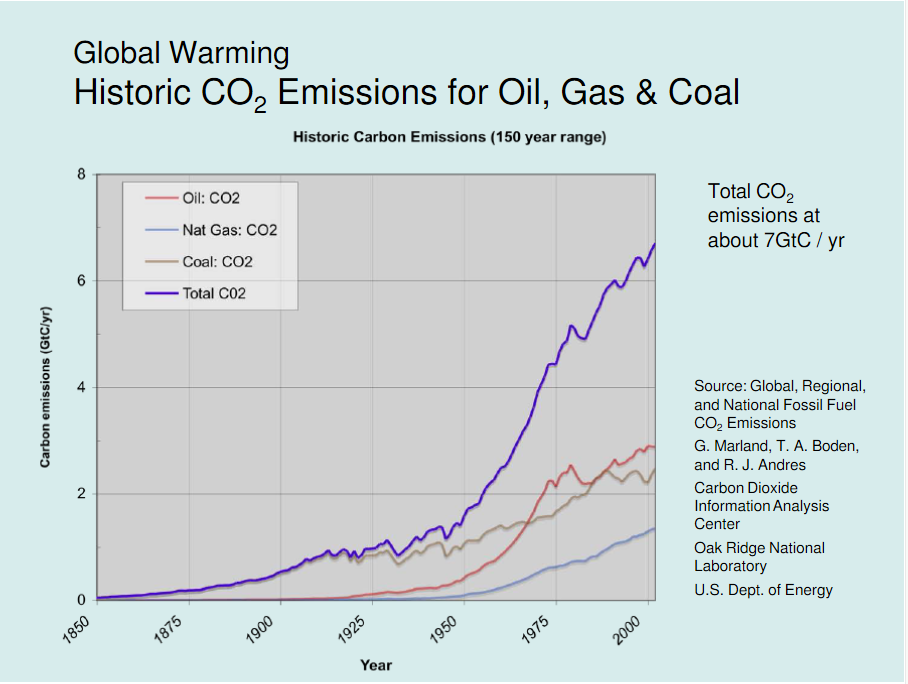 Global Warming
Historic CO2 Emissions for Oil, Gas & Coal
Historic Carbon Emissions (150 year range)
8
6
4
2
0
Carbon emissions (GtC/yr)
Oil: CO2
Nat Gas: CO2
Coal: CO2
Total C02
1850
1875
1900
1925
1950
1975
2000
Year
Total CO2
emissions at
about 7GtC / yr
Source: Global, Regional,
and National Fossil Fuel
CO2 Emissions
G. Marland, T. A. Boden,
and R. J. Andres
Carbon Dioxide
Information Analysis
Center
Oak Ridge National
Laboratory
U.S. Dept. of Energy